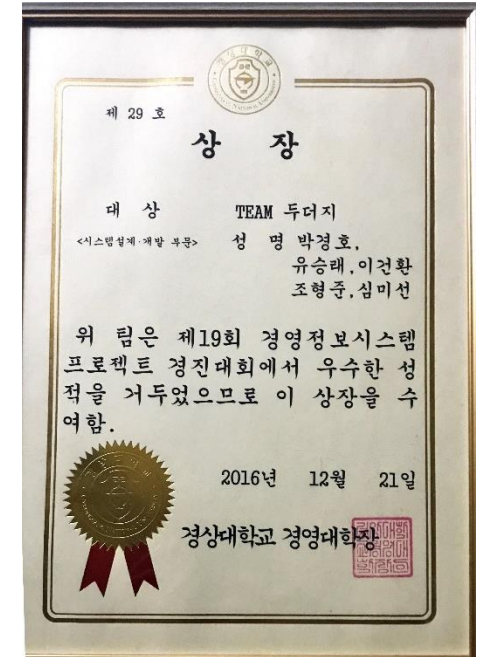 경상대학교
제 29 호
상 장
대 상 TEAM 두더지
<시스템설계·개발 부문> 성 명 박경호,
유승래,이건환
조형준,심미선
위 팀은 제19회 경영정보시스템
프로젝트 경진대회에서 우수한 성
적을 거두었으므로 이 상장을 수
여함.
2016년 12월 21일
경상대학교 경영대학장